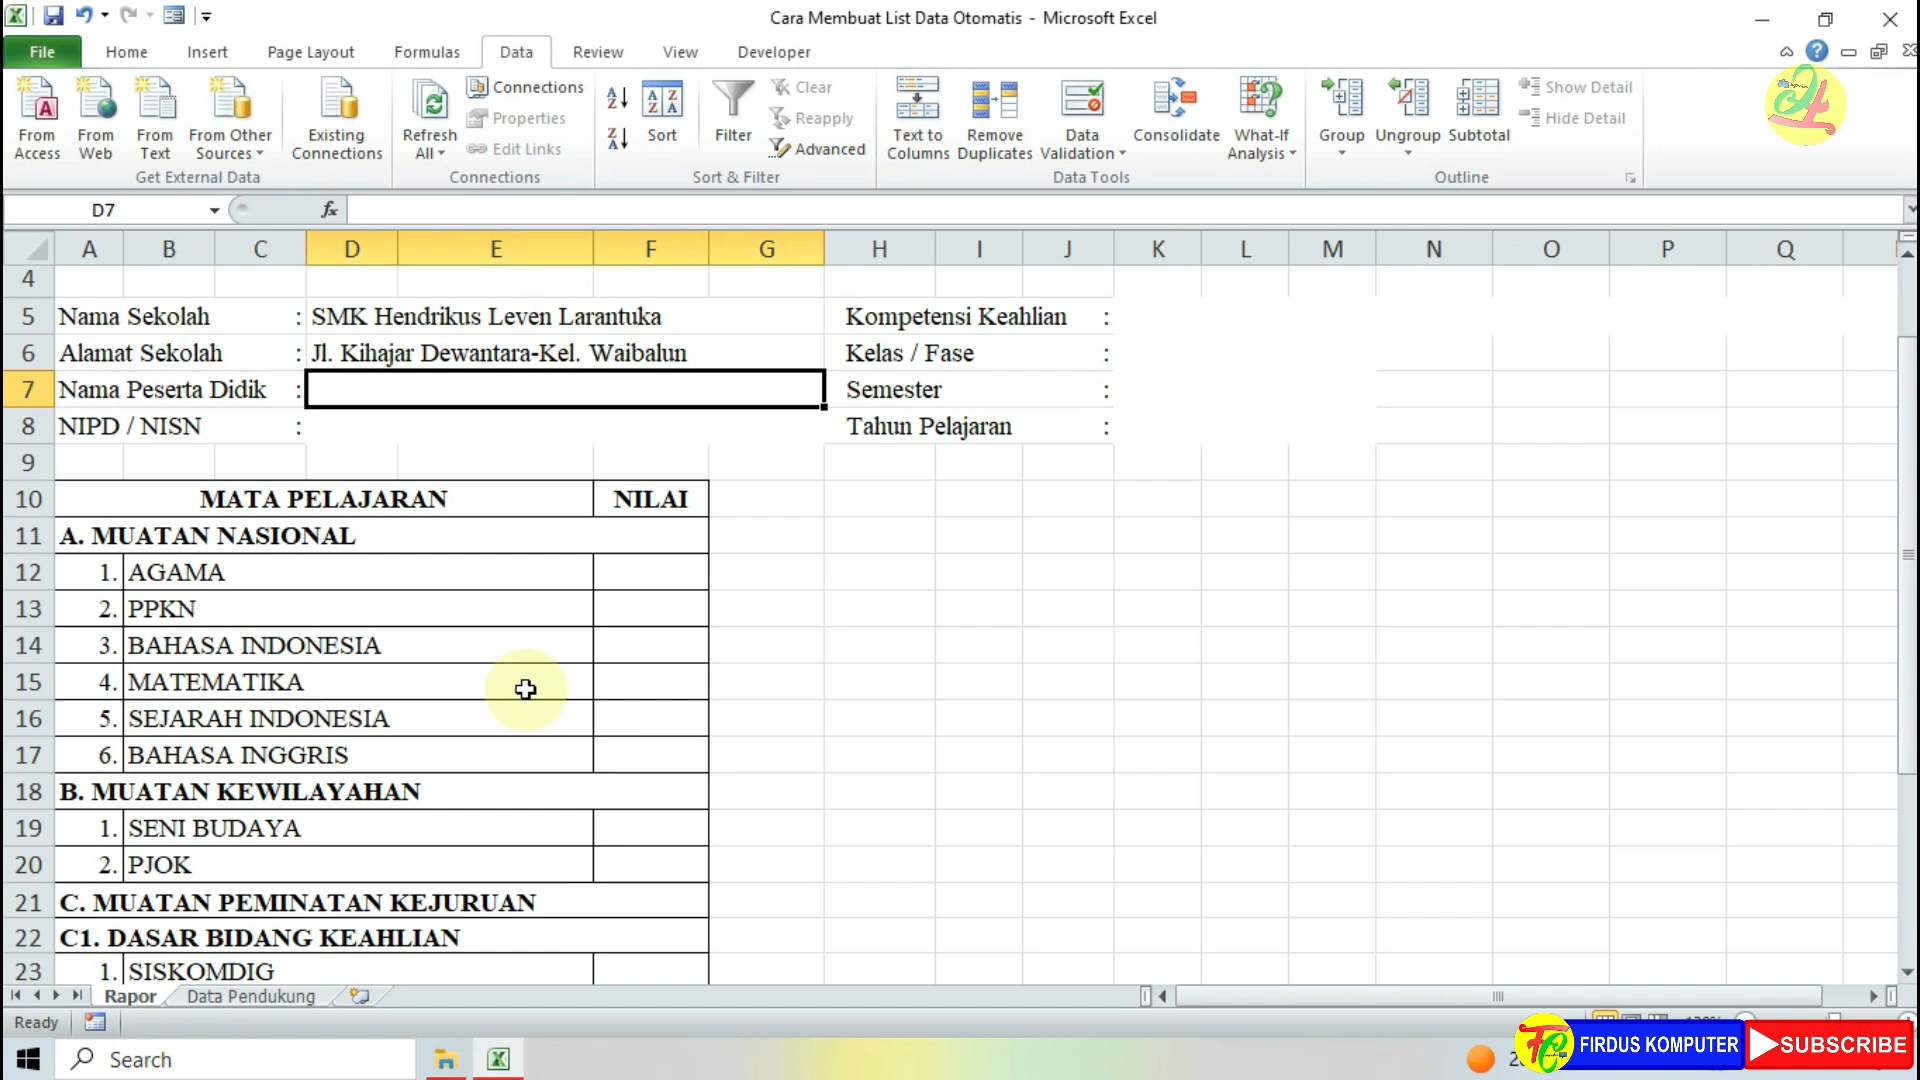 Cara Membuat List Data Otomatis - Microsoft Excel
File Home Insert Page Layout Formulas Data Review View Developer
From Access
From Web
From Text
From Other Sources
Existing Connections
Get External Data
Refresh All
Connections
Properties
Edit Links
Connections
Sort
Filter
Clear
Reapply
Advanced
Sort & Filter
Text to Columns
Remove Duplicates
Data Validation
Consolidate
What-If Analysis
Data Tools
Group
Ungroup
Subtotal
Show Detail
Hide Detail
Outline
D7 fx
A B C D E F G H I J K L M N O P Q
4
5 Nama Sekolah : SMK Hendrikus Leven Larantuka Kompetensi Keahlian :
6 Alamat Sekolah : Jl. Kihajar Dewantara-Kel. Waibalun Kelas / Fase :
7 Nama Peserta Didik : Semester :
8 NIPD / NISN : Tahun Pelajaran :
9
10 MATA PELAJARAN NILAI
11 A. MUATAN NASIONAL
12 1. AGAMA
13 2. PPKN
14 3. BAHASA INDONESIA
15 4. MATEMATIKA
16 5. SEJARAH INDONESIA
17 6. BAHASA INGGRIS
18 B. MUATAN KEWILAYAHAN
19 1. SENI BUDAYA
20 2. PJOK
21 C. MUATAN PEMINATAN KEJURUAN
22 C1. DASAR BIDANG KEAHLIAN
23 1. SISKOMDIG
Rapor Data Pendukung
Ready
Search
FIRDUS KOMPUTER SUBSCRIBE